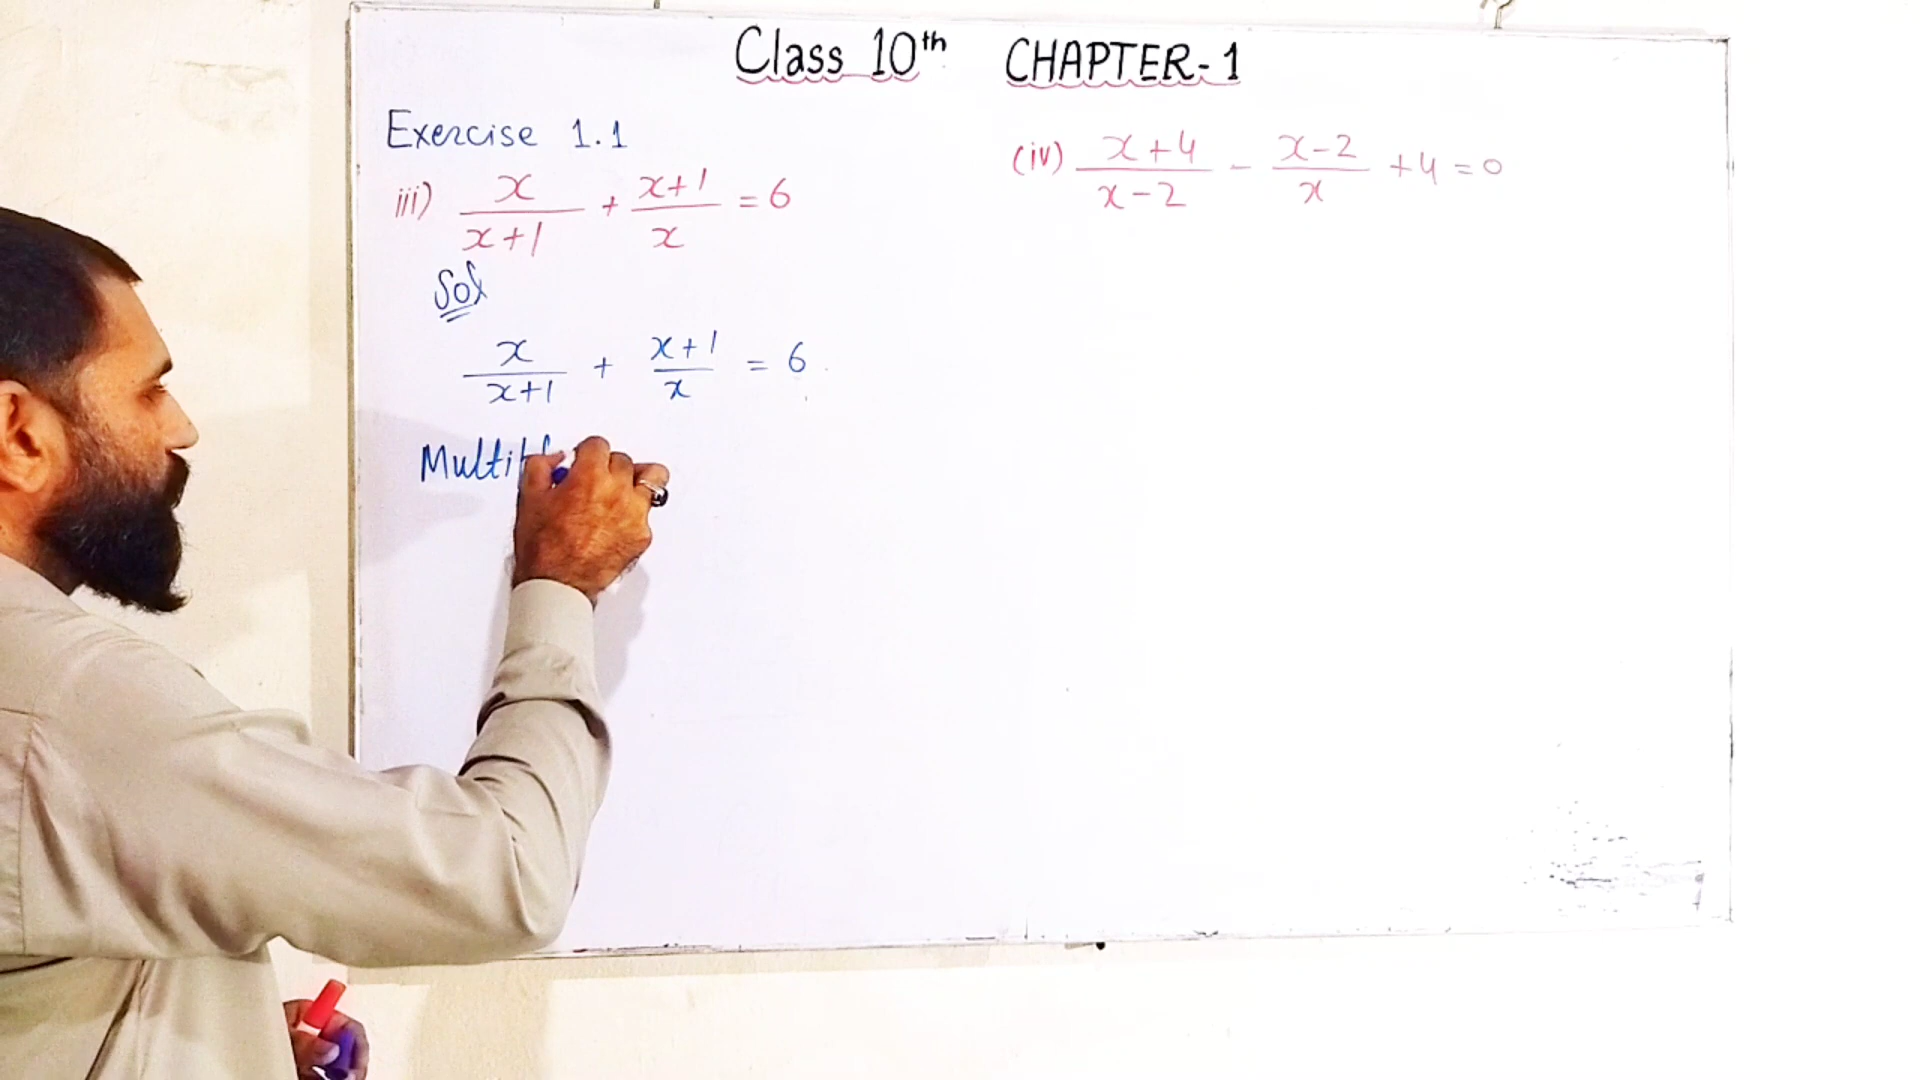 Class 10th CHAPTER-1
Exercise 1.1
iii) x/(x+1) + (x+1)/x = 6
Sol
x/(x+1) + (x+1)/x = 6
(iv) (x+4)/(x-2) - (x-2)/x + 4 = 0